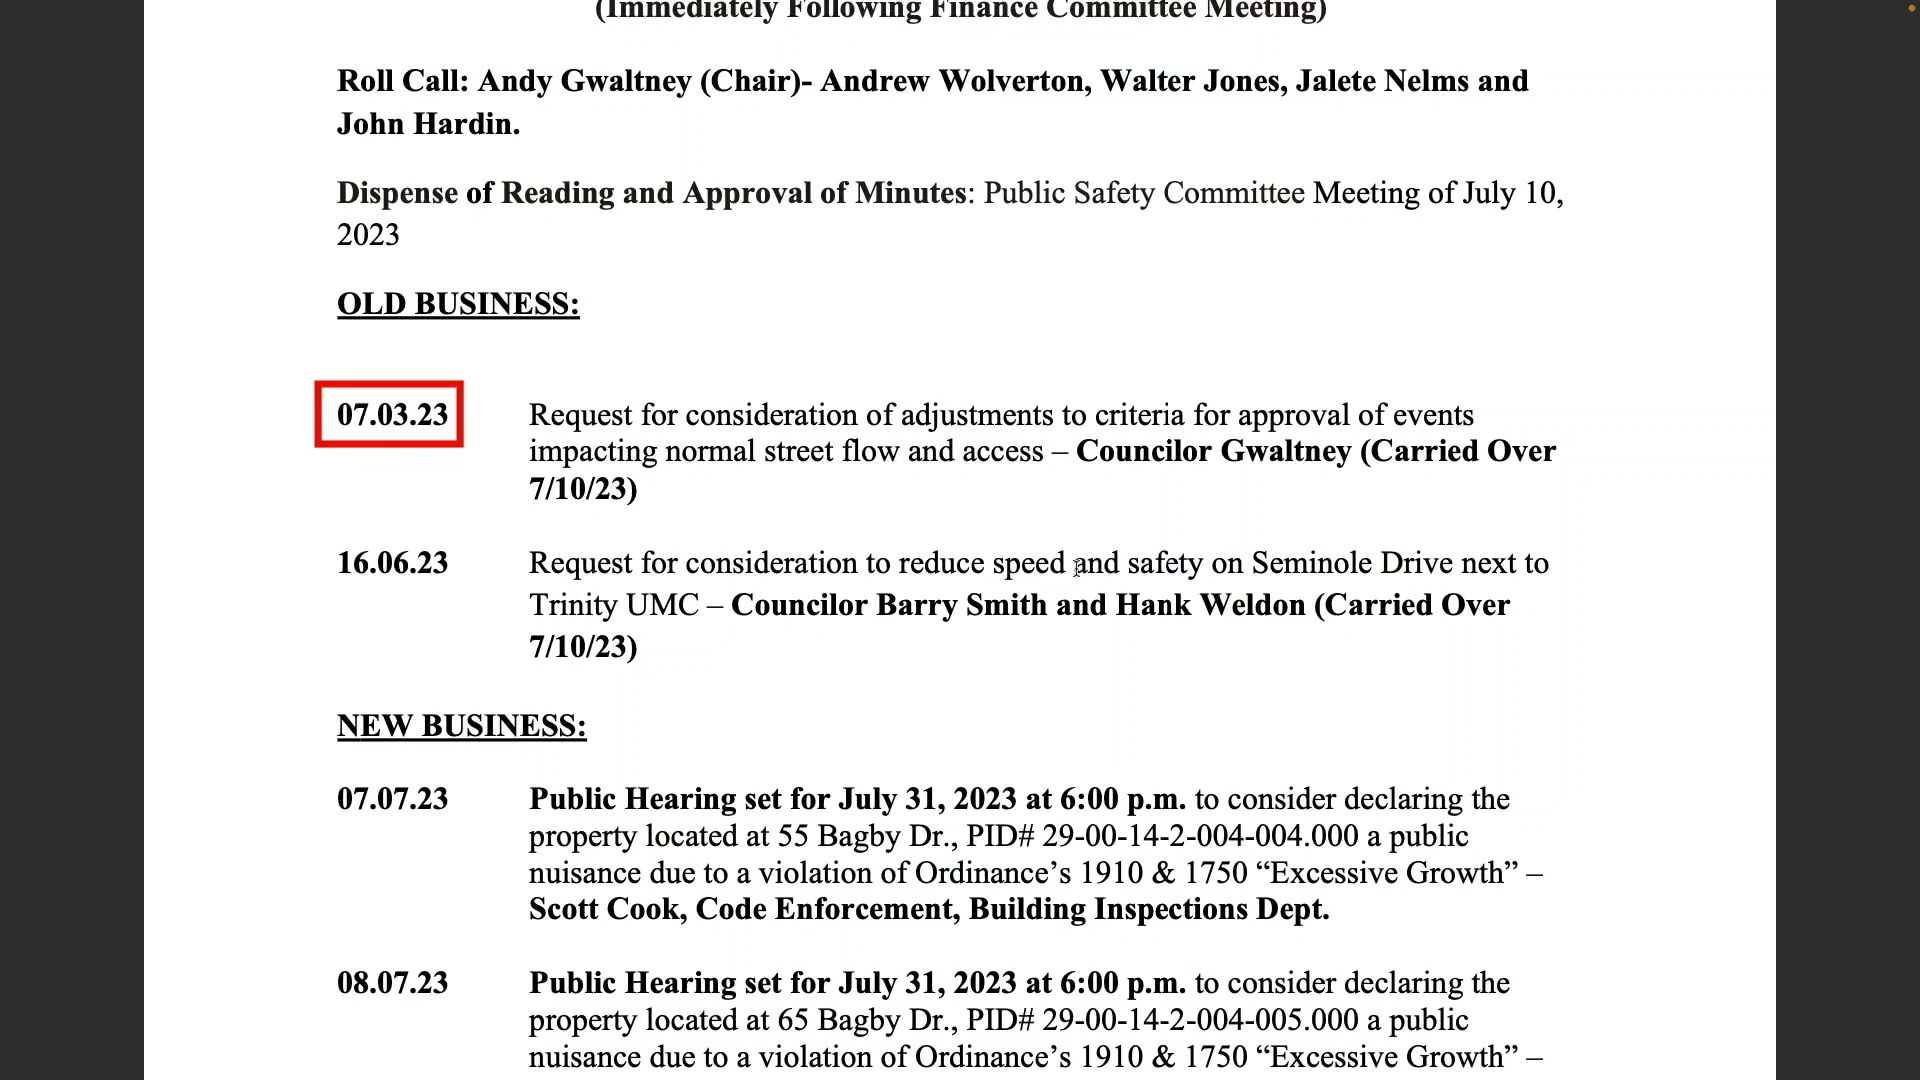 (Immediately Following Finance Committee Meeting)
Roll Call: Andy Gwaltney (Chair)- Andrew Wolverton, Walter Jones, Jalete Nelms and
John Hardin.
Dispense of Reading and Approval of Minutes: Public Safety Committee Meeting of July 10,
2023
OLD BUSINESS:
07.03.23 Request for consideration of adjustments to criteria for approval of events
impacting normal street flow and access – Councilor Gwaltney (Carried Over
7/10/23)
16.06.23 Request for consideration to reduce speed and safety on Seminole Drive next to
Trinity UMC – Councilor Barry Smith and Hank Weldon (Carried Over
7/10/23)
NEW BUSINESS:
07.07.23 Public Hearing set for July 31, 2023 at 6:00 p.m. to consider declaring the
property located at 55 Bagby Dr., PID# 29-00-14-2-004-004.000 a public
nuisance due to a violation of Ordinance’s 1910 & 1750 “Excessive Growth” –
Scott Cook, Code Enforcement, Building Inspections Dept.
08.07.23 Public Hearing set for July 31, 2023 at 6:00 p.m. to consider declaring the
property located at 65 Bagby Dr., PID# 29-00-14-2-004-005.000 a public
nuisance due to a violation of Ordinance’s 1910 & 1750 “Excessive Growth” –